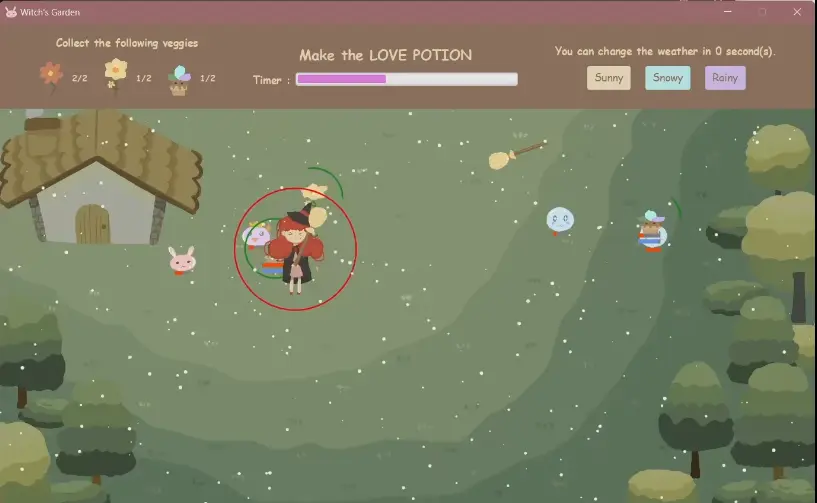 Witch's Garden
Collect the following veggies
2/2
1/2
1/2
Make the LOVE POTION
Timer :
You can change the weather in 0 second(s).
Sunny
Snowy
Rainy